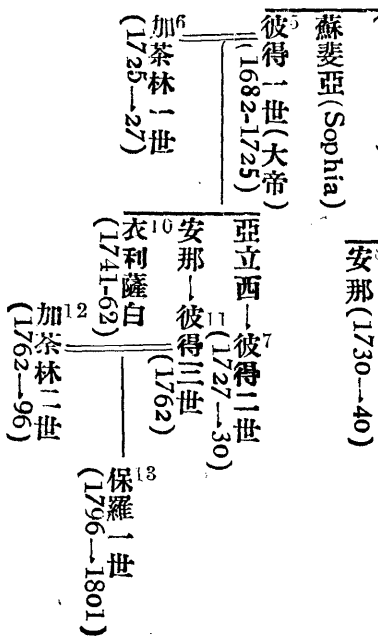 安那(1730—40)
蘇斐亞(Sophia)
5彼得一世(大帝)
(1682-1725)
6加茶林一世
(1725—27)
亞立西—7彼得二世
(1727—30)
安那—11彼得三世
(1762)
10衣利薩白
(1741-62)
12加茶林二世
(1762—96)
13保羅一世
(1796—1801)